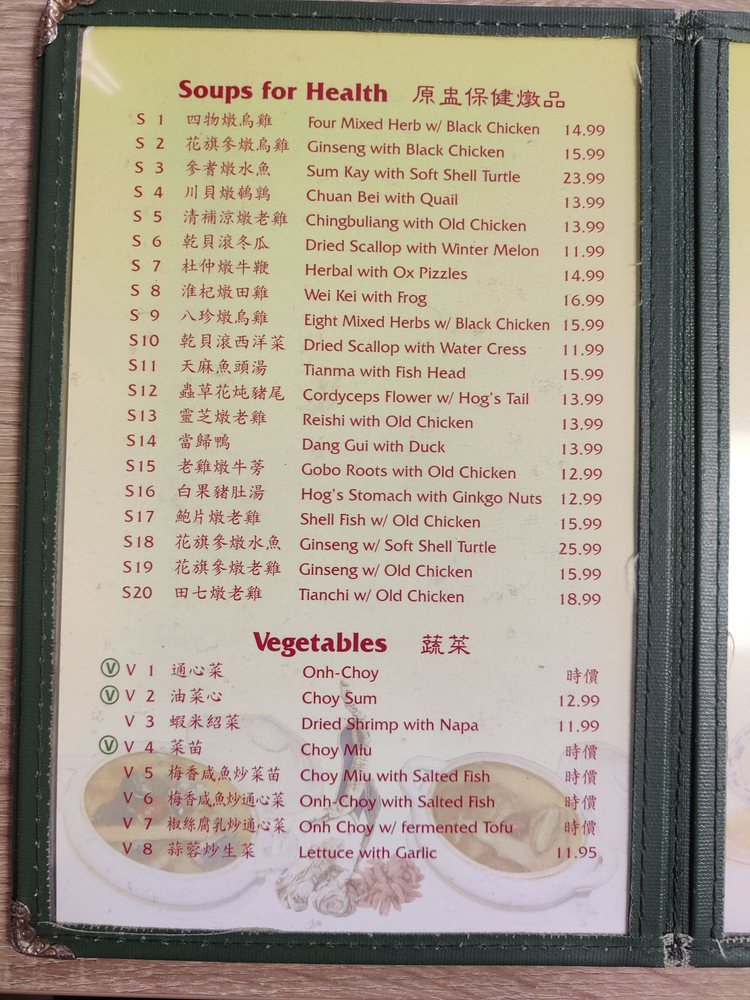 Soups for Health 原盅保健燉品
S 1 四物燉烏雞 Four Mixed Herb w/ Black Chicken 14.99
S 2 花旗參燉烏雞 Ginseng with Black Chicken 15.99
S 3 參耆燉水魚 Sum Kay with Soft Shell Turtle 23.99
S 4 川貝燉鵪鶉 Chuan Bei with Quail 13.99
S 5 清補涼燉老雞 Chingbuliang with Old Chicken 13.99
S 6 乾貝滾冬瓜 Dried Scallop with Winter Melon 11.99
S 7 杜仲燉牛鞭 Herbal with Ox Pizzles 14.99
S 8 淮杞燉田雞 Wei Kei with Frog 16.99
S 9 八珍燉烏雞 Eight Mixed Herbs w/ Black Chicken 15.99
S10 乾貝滾西洋菜 Dried Scallop with Water Cress 11.99
S11 天麻魚頭湯 Tianma with Fish Head 15.99
S12 蟲草花炖豬尾 Cordyceps Flower w/ Hog's Tail 13.99
S13 靈芝燉老雞 Reishi with Old Chicken 13.99
S14 當歸鴨 Dang Gui with Duck 13.99
S15 老雞燉牛蒡 Gobo Roots with Old Chicken 12.99
S16 白果豬肚湯 Hog's Stomach with Ginkgo Nuts 12.99
S17 鮑片燉老雞 Shell Fish w/ Old Chicken 15.99
S18 花旗參燉水魚 Ginseng w/ Soft Shell Turtle 25.99
S19 花旗參燉老雞 Ginseng w/ Old Chicken 15.99
S20 田七燉老雞 Tianchi w/ Old Chicken 18.99
Vegetables 蔬菜
V V 1 通心菜 Onh-Choy 時價
V V 2 油菜心 Choy Sum 12.99
V 3 蝦米紹菜 Dried Shrimp with Napa 11.99
V V 4 菜苗 Choy Miu 時價
V 5 梅香咸魚炒菜苗 Choy Miu with Salted Fish 時價
V 6 梅香咸魚炒通心菜 Onh-Choy with Salted Fish 時價
V 7 椒絲腐乳炒通心菜 Onh Choy w/ fermented Tofu 時價
V 8 蒜蓉炒生菜 Lettuce with Garlic 11.95